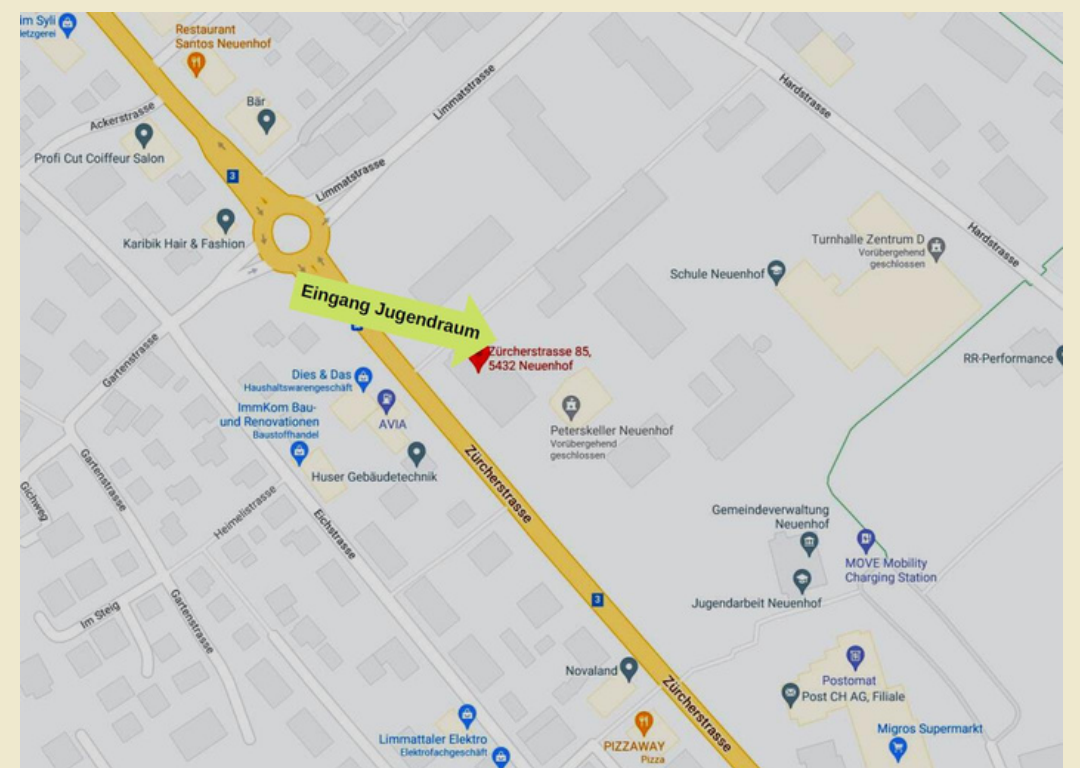 im Syli
etzgerei
Restaurant
Santos Neuenhof
Bär
Ackerstrasse
Profi Cut Coiffeur Salon
Limmatstrasse
Hardstrasse
3
Limmatstrasse
Karibik Hair & Fashion
Turnhalle Zentrum D
Vorübergehend
geschlossen
Hardstrasse
Schule Neuenhof
Eingang Jugendraum
Zürcherstrasse 85,
5432 Neuenhof
RR-Performance
Gartenstrasse
Dies & Das
Haushaltswarengeschäft
ImmKom Bau-
und Renovationen
Baustoffhandel
AVIA
Peterskeller Neuenhof
Vorübergehend
geschlossen
Huser Gebäudetechnik
Zürcherstrasse
Gartenstrasse
Gichweg
Heimelistrasse
Eichstrasse
Gemeindeverwaltung
Neuenhof
MOVE Mobility
Charging Station
Jugendarbeit Neuenhof
3
Im Steig
Gartenstrasse
Novaland
Zürcherstrasse
Postomat
Post CH AG, Filiale
Migros Supermarkt
Limmattaler Elektro
Elektrofachgeschäft
PIZZAWAY
Pizza